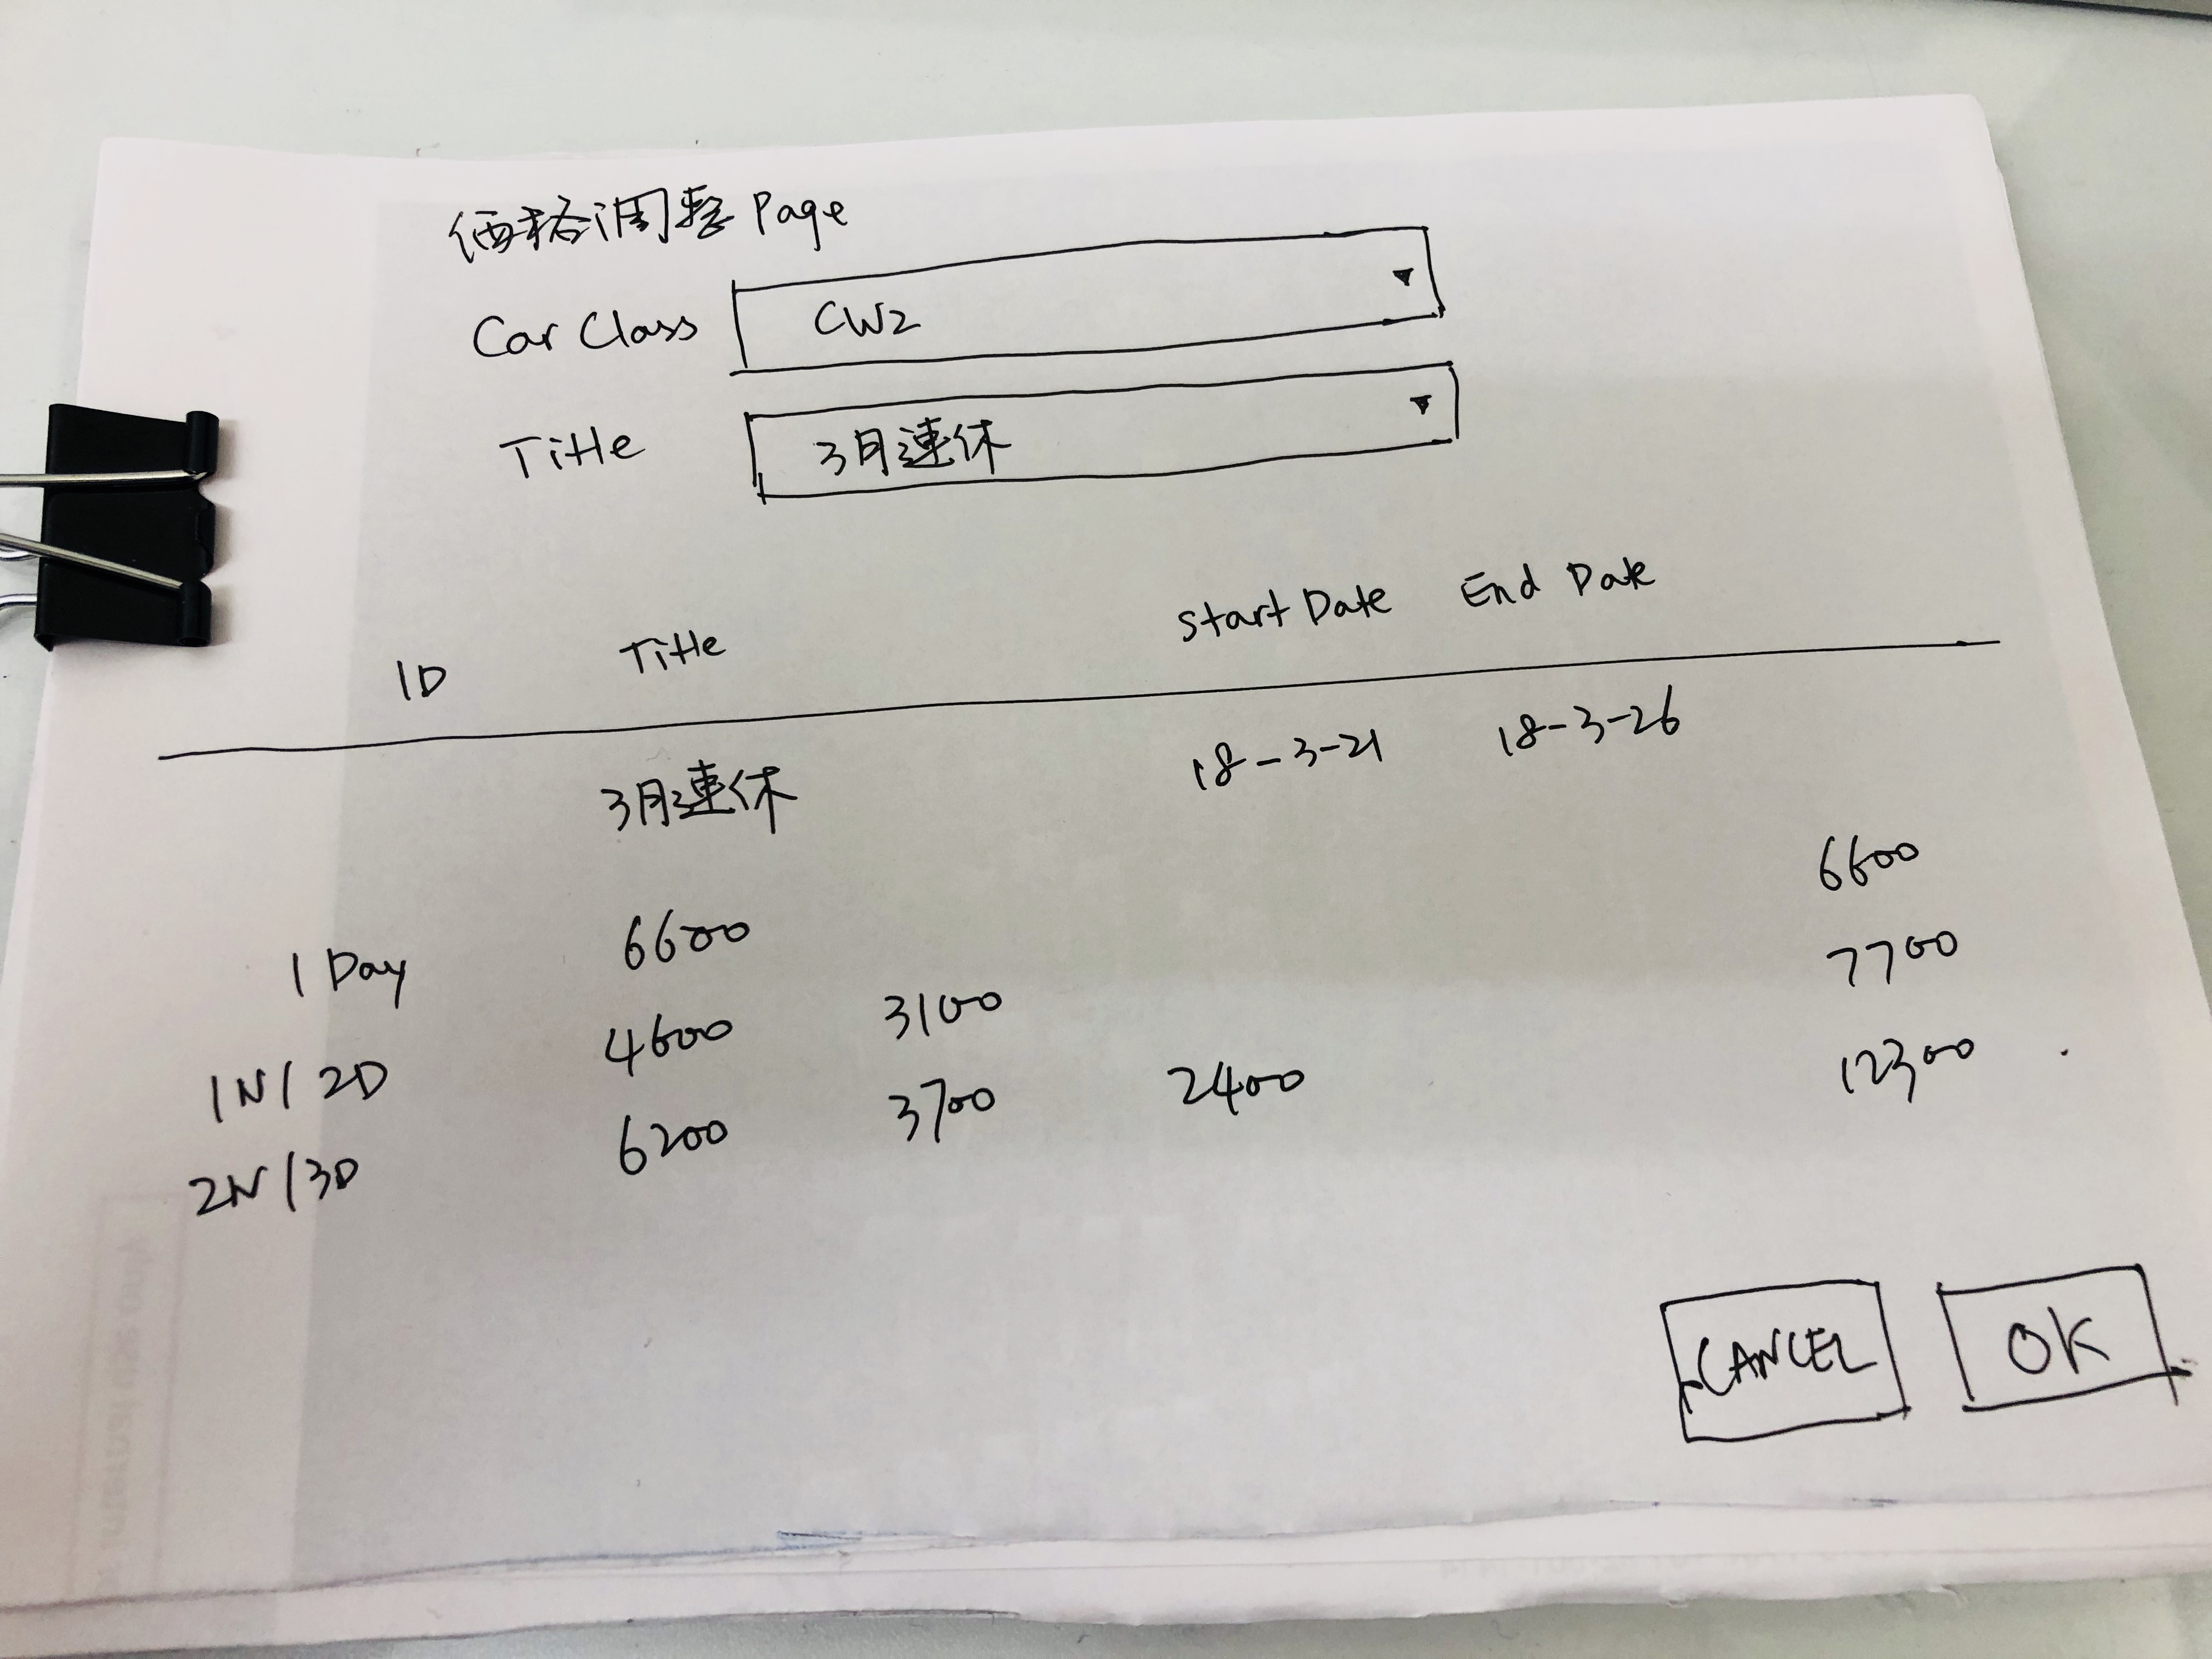 価格调整 Page
Car Class CW2 ▼
Title 3月連休 ▼
ID Title Start Date End Date
3月連休 18-3-21 18-3-26
1 Day 6600 6600
1N/2D 4600 3100 7700
2N/3D 6200 3700 2400 12300
CANCEL OK